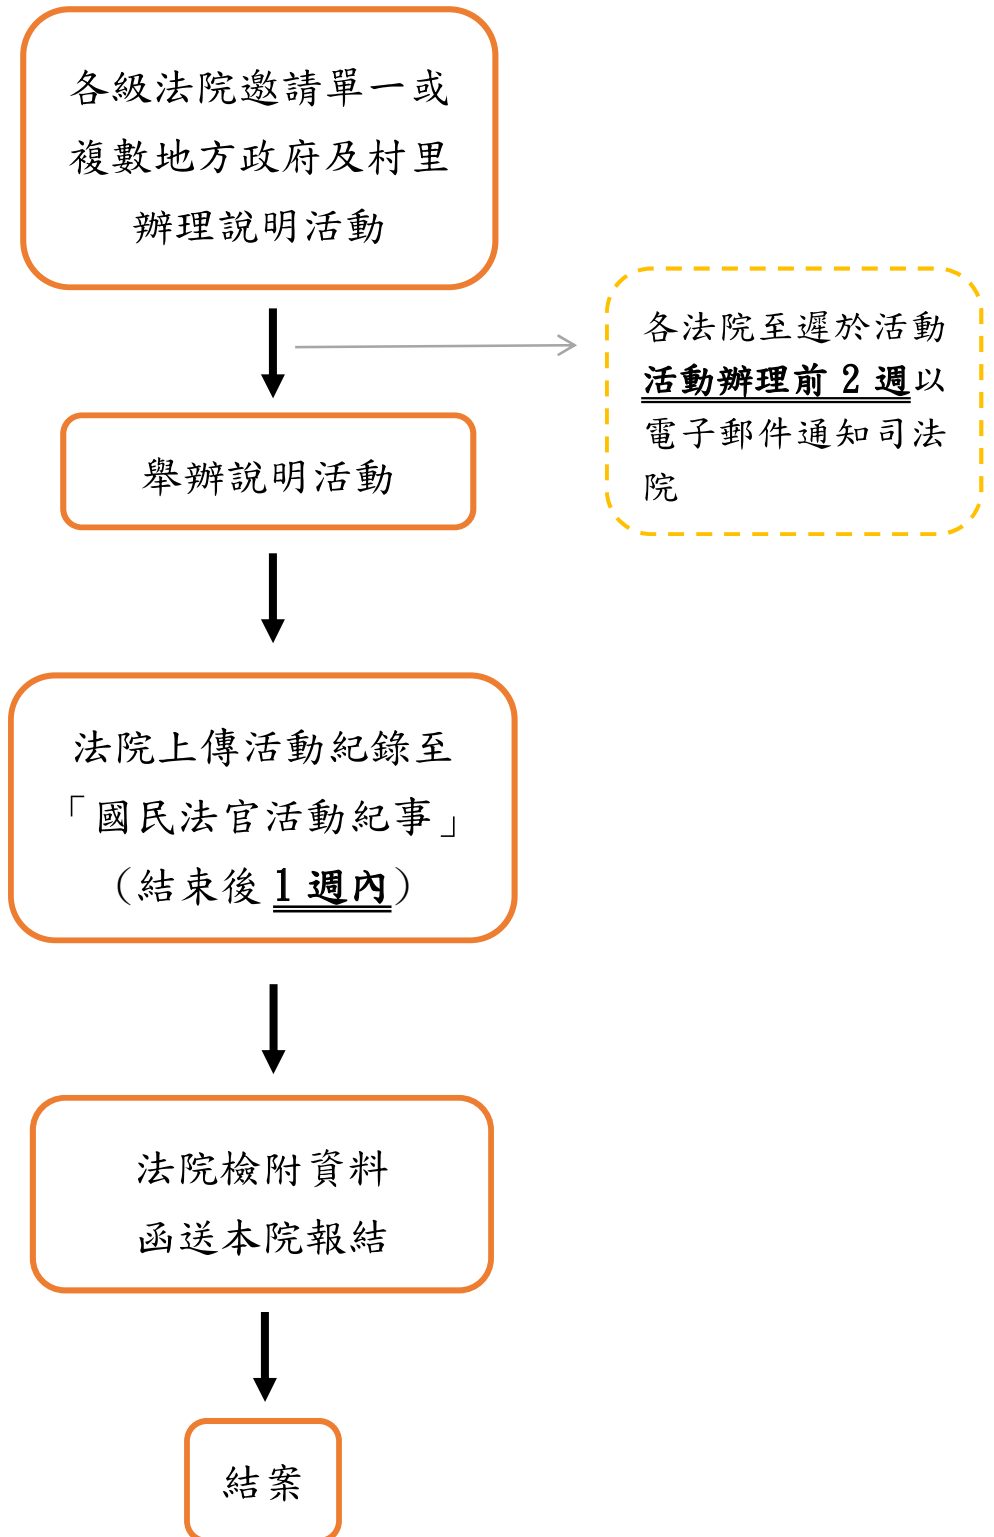 各級法院邀請單一或
複數地方政府及村里
辦理說明活動
各法院至遲於活動
活動辦理前 2 週以
電子郵件通知司法
院
舉辦說明活動
法院上傳活動紀錄至
「國民法官活動紀事」
(結束後 1 週內)
法院檢附資料
函送本院報結
結案